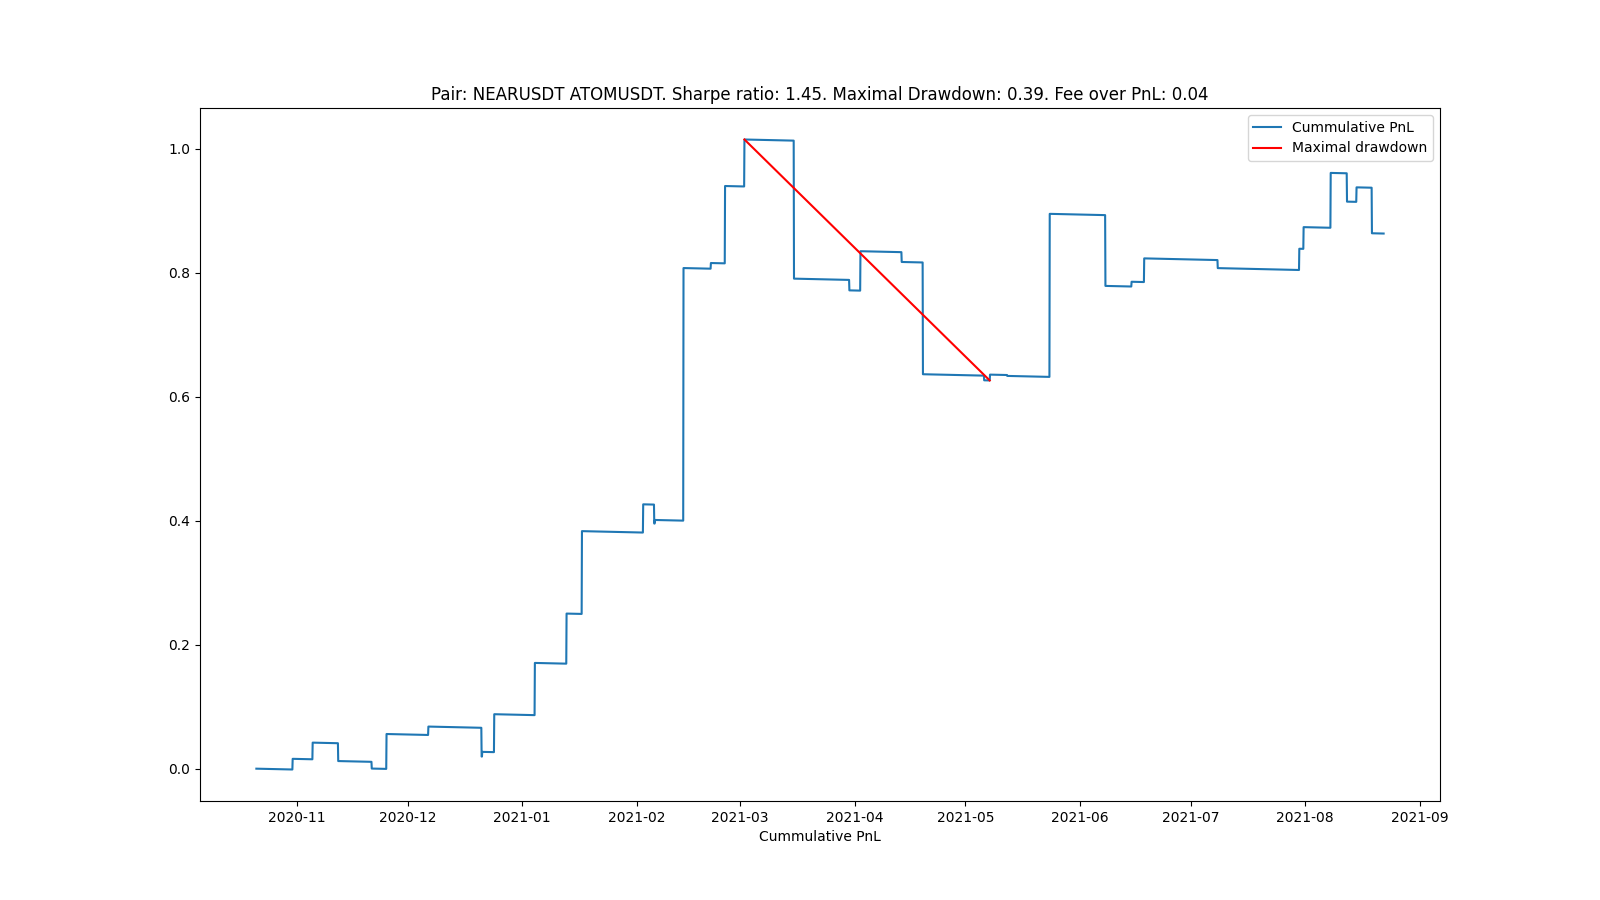 Pair: NEARUSDT ATOMUSDT. Sharpe ratio: 1.45. Maximal Drawdown: 0.39. Fee over PnL: 0.04
Cummulative PnL
Maximal drawdown
1.0
0.8
0.6
0.4
0.2
0.0
2020-11 2020-12 2021-01 2021-02 2021-03 2021-04 2021-05 2021-06 2021-07 2021-08 2021-09
Cummulative PnL